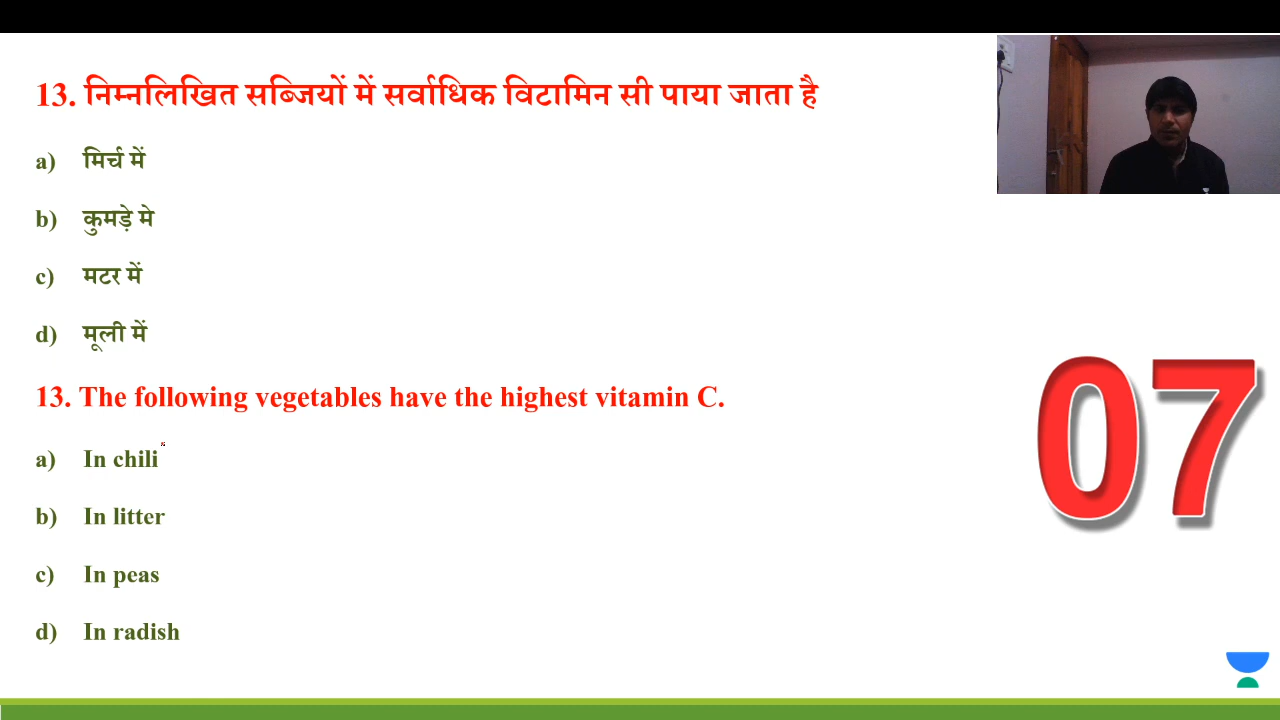 13. निम्नलिखित सब्जियों में सर्वाधिक विटामिन सी पाया जाता है
a) मिर्च में
b) कुमड़े मे
c) मटर में
d) मूली में
13. The following vegetables have the highest vitamin C.
a) In chili
b) In litter
c) In peas
d) In radish
07